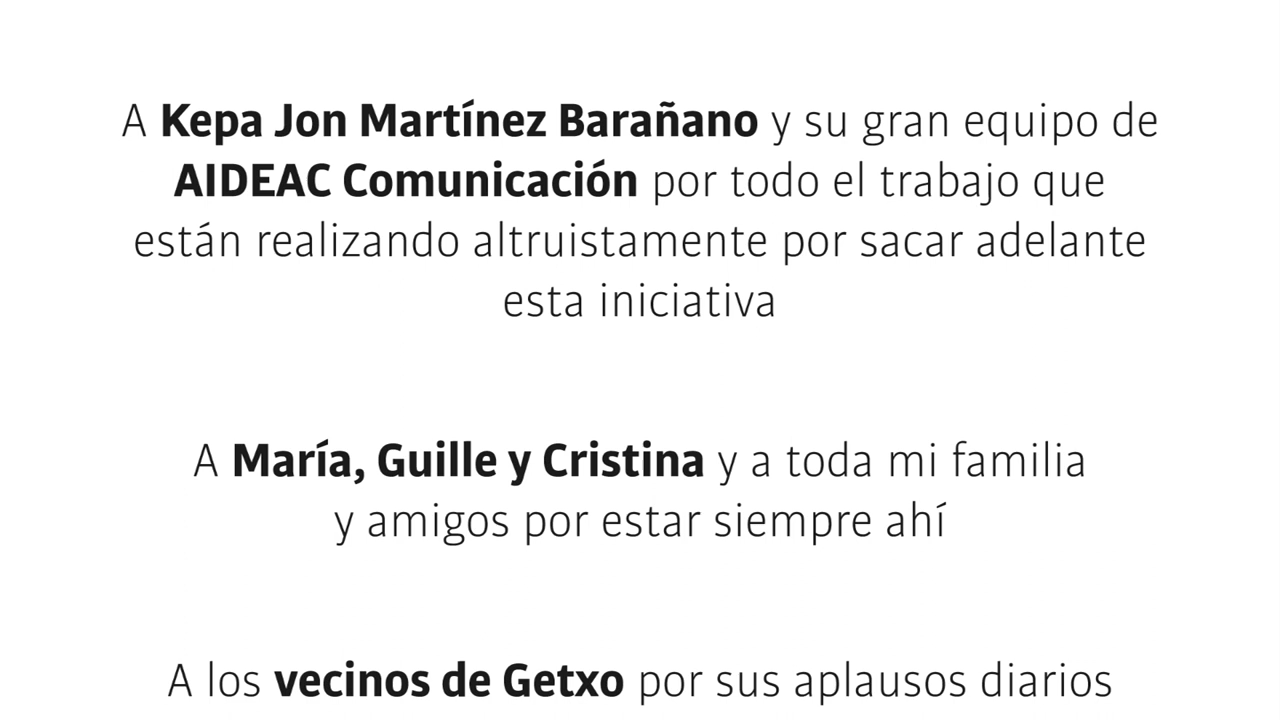 A Kepa Jon Martínez Barañano y su gran equipo de
AIDEAC Comunicación por todo el trabajo que
están realizando altruistamente por sacar adelante
esta iniciativa
A María, Guille y Cristina y a toda mi familia
y amigos por estar siempre ahí
A los vecinos de Getxo por sus aplausos diarios